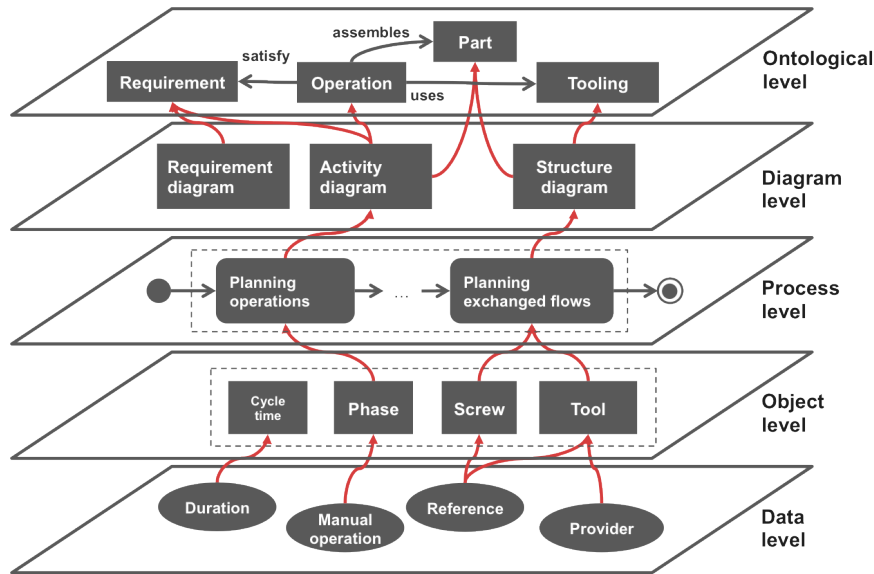 assembles
Part
satisfy
Requirement
Operation
uses
Tooling
Ontological
level
Requirement
diagram
Activity
diagram
Structure
diagram
Diagram
level
Planning
operations
...
Planning
exchanged flows
Process
level
Cycle
time
Phase
Screw
Tool
Object
level
Duration
Manual
operation
Reference
Provider
Data
level